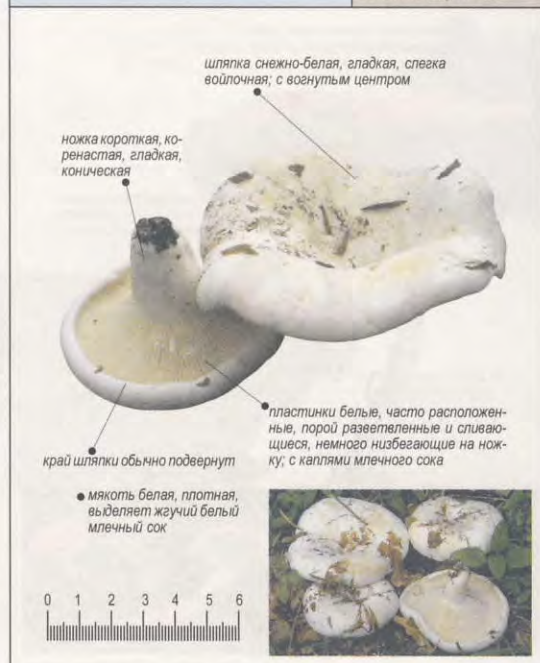 шляпка снежно-белая, гладкая, слегка
войлочная; с вогнутым центром
ножка короткая, ко-
ренастая, гладкая,
коническая
пластинки белые, часто расположен-
ные, порой разветвленные и сливаю-
щиеся, немного низбегающие на нож-
ку; с каплями млечного сока
край шляпки обычно подвернут
● мякоть белая, плотная,
выделяет жгучий белый
млечный сок
0 1 2 3 4 5 6